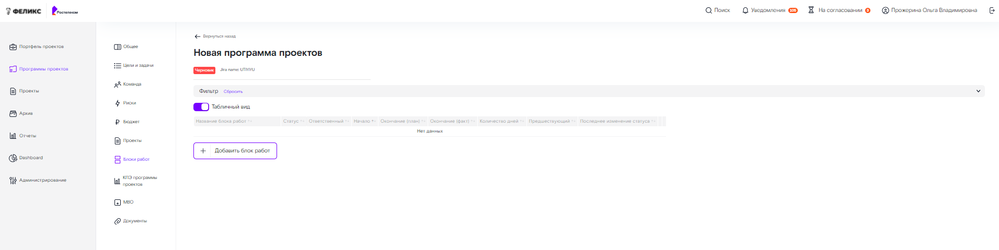 ФЕЛИКС
Ростелеком
Поиск
Уведомления 105
На согласовании 3
Прожерина Ольга Владимировна
Портфель проектов
Программы проектов
Проекты
Архив
Отчеты
Dashboard
Администрирование
Общее
Цели и задачи
Команда
Риски
Бюджет
Проекты
Блоки работ
КПЭ программы
проектов
МВО
Документы
Вернуться назад
Новая программа проектов
Черновик Jira name: UTIYIYU
Фильтр Сбросить
Табличный вид
Название блока работ Статус Ответственный Начало Окончание (план) Окончание (факт) Количество дней Предшествующий Последнее изменение статуса
Нет данных
Добавить блок работ